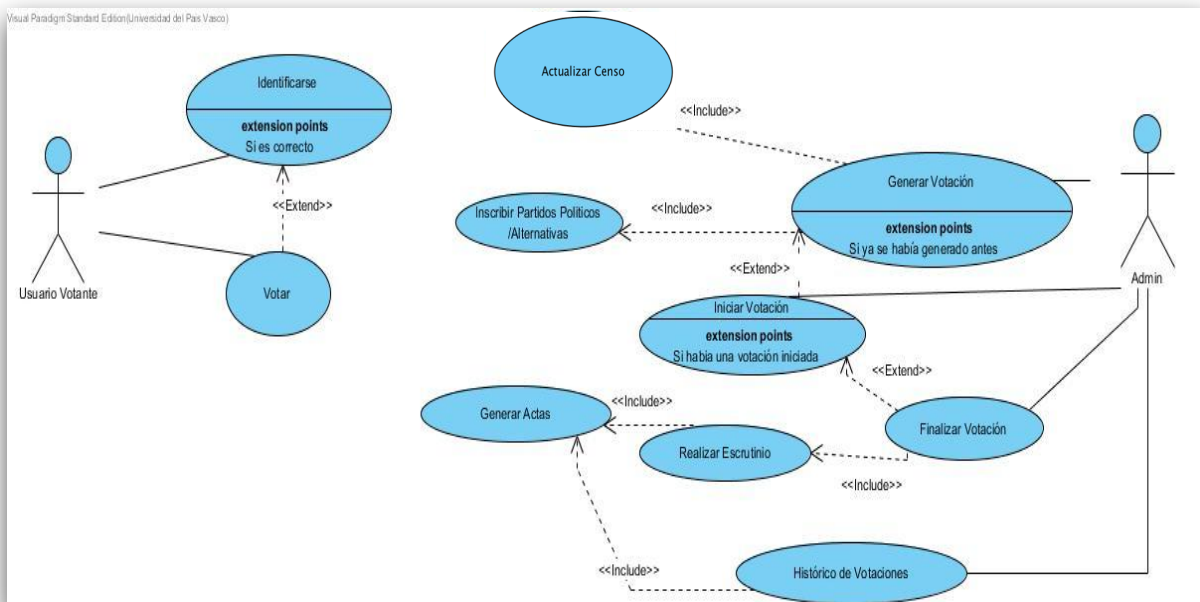 Visual Paradigm Standard Edition(Universidad del Pais Vasco)
Identificarse
extension points
Si es correcto
<<Extend>>
Votar
Usuario Votante
Actualizar Censo
<<Include>>
Generar Votación
extension points
Si ya se había generado antes
Inscribir Partidos Politicos
/Alternativas
<<Include>>
<<Extend>>
Admin
Iniciar Votación
extension points
Si habia una votación iniciada
<<Extend>>
Generar Actas
<<Include>>
Realizar Escrutinio
Finalizar Votación
<<Include>>
<<Include>>
Histórico de Votaciones